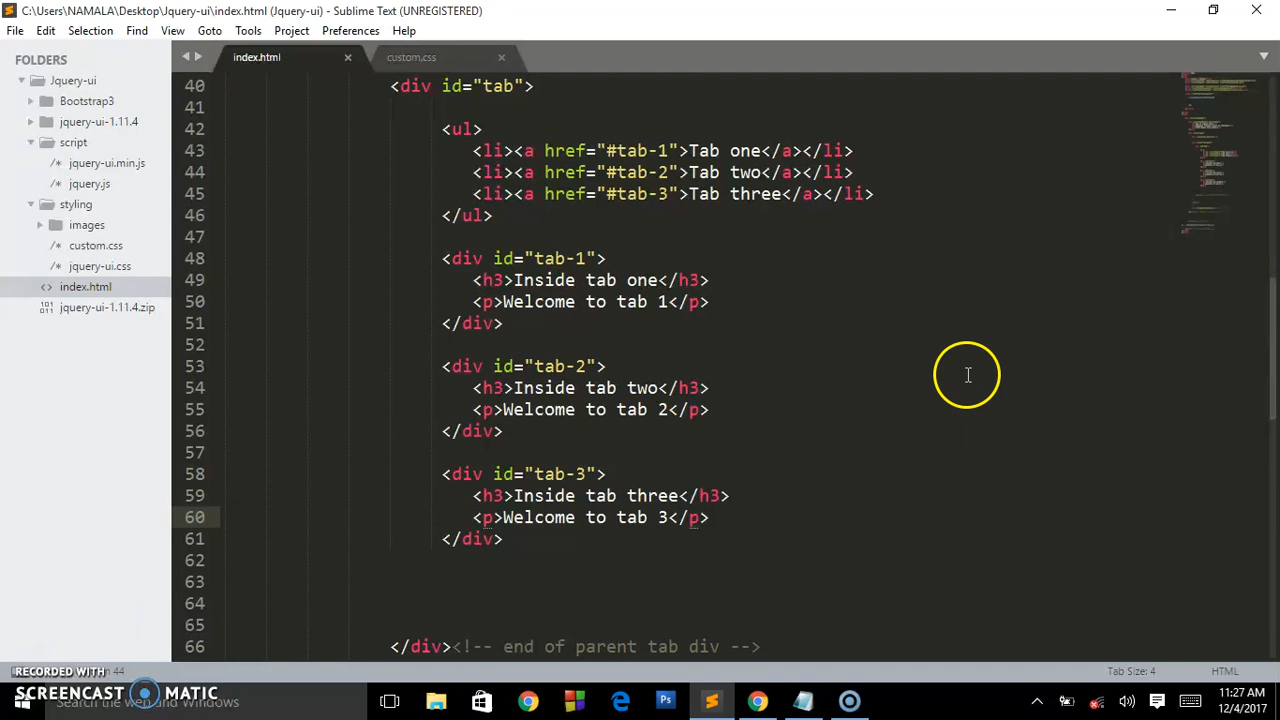 C:\Users\NAMALA\Desktop\Jquery-ui\index.html (Jquery-ui) - Sublime Text (UNREGISTERED)
File Edit Selection Find View Goto Tools Project Preferences Help
FOLDERS
Jquery-ui
Bootstrap3
jquery-ui-1.11.4
script
/* jquery-ui.min.js
/* jquery.js
styling
images
/* custom.css
/* jquery-ui.css
<> index.html
jquery-ui-1.11.4.zip
index.html
custom.css
40 <div id="tab">
41
42 <ul>
43 <li><a href="#tab-1">Tab one</a></li>
44 <li><a href="#tab-2">Tab two</a></li>
45 <li><a href="#tab-3">Tab three</a></li>
46 </ul>
47
48 <div id="tab-1">
49 <h3>Inside tab one</h3>
50 <p>Welcome to tab 1</p>
51 </div>
52
53 <div id="tab-2">
54 <h3>Inside tab two</h3>
55 <p>Welcome to tab 2</p>
56 </div>
57
58 <div id="tab-3">
59 <h3>Inside tab three</h3>
60 <p>Welcome to tab 3</p>
61 </div>
62
63
64
65
66 </div><!-- end of parent tab div -->
44
Tab Size: 4
HTML
RECORDED WITH
SCREENCAST MATIC
Search the web and Windows
Ps
11:27 AM
12/4/2017